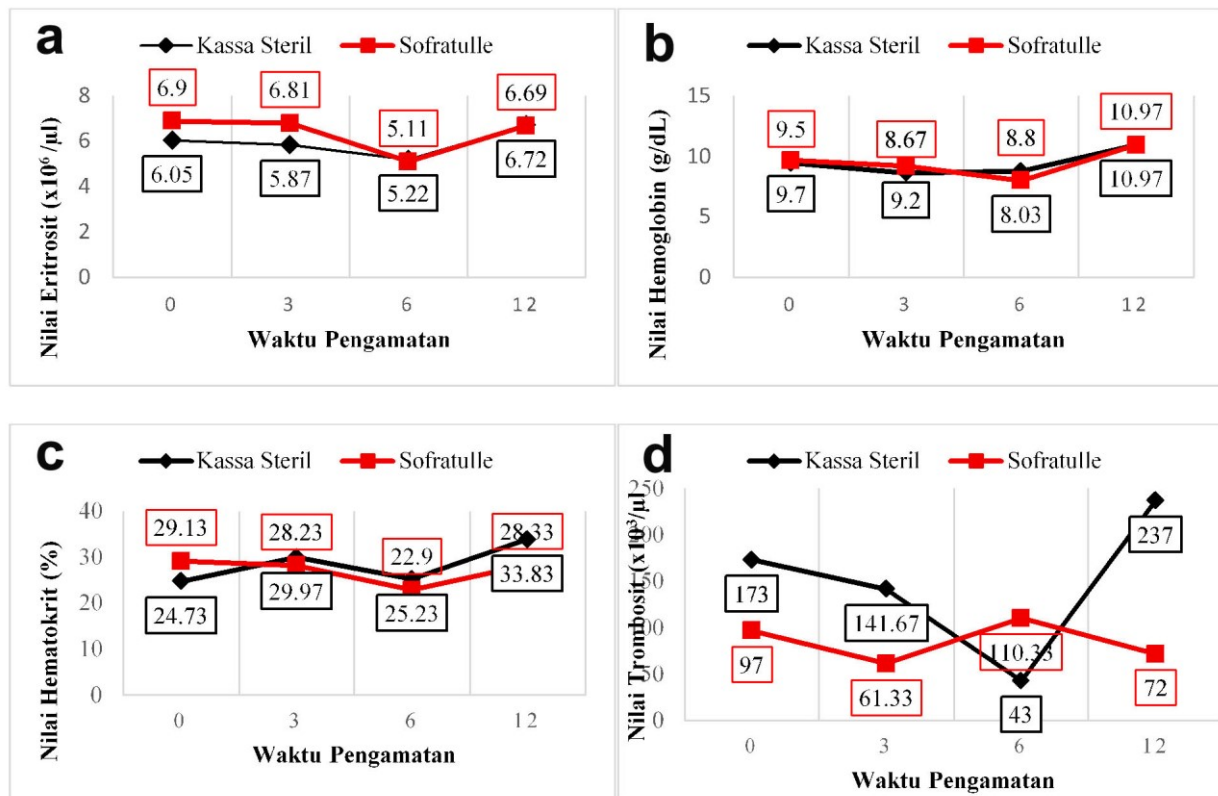 a
Kassa Steril Sofratulle
Nilai Eritrosit (x10⁶/µl)
8
6
4
2
0
6.9 6.81 5.11 6.69
6.05 5.87 5.22 6.72
0 3 6 12
Waktu Pengamatan
b
Kassa Steril Sofratulle
Nilai Hemoglobin (g/dL)
15
10
5
0
9.5 8.67 8.8 10.97
9.7 9.2 8.03 10.97
0 3 6 12
Waktu Pengamatan
c
Kassa Steril Sofratulle
Nilai Hematokrit (%)
40
30
20
10
0
29.13 28.23 22.9 28.33
24.73 29.97 25.23 33.83
0 3 6 12
Waktu Pengamatan
d
Kassa Steril Sofratulle
Nilai Trombosit (x10³/µl)
250
200
150
100
50
0
173 141.67 43 237
97 61.33 110.33 72
0 3 6 12
Waktu Pengamatan